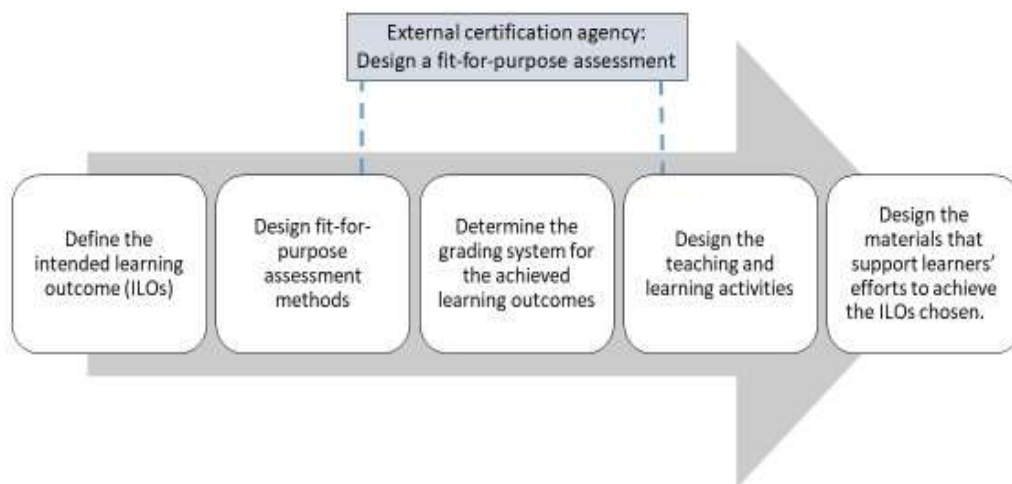 External certification agency:
Design a fit-for-purpose assessment
Define the
intended learning
outcome (ILOs)
Design fit-for-
purpose
assessment
methods
Determine the
grading system for
the achieved
learning outcomes
Design the
teaching and
learning activities
Design the
materials that
support learners’
efforts to achieve
the ILOs chosen.